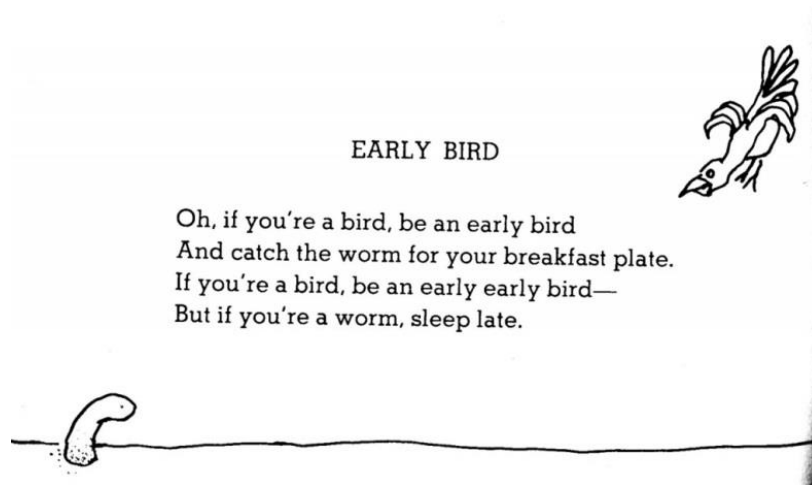 EARLY BIRD
Oh, if you're a bird, be an early bird
And catch the worm for your breakfast plate.
If you're a bird, be an early early bird—
But if you're a worm, sleep late.